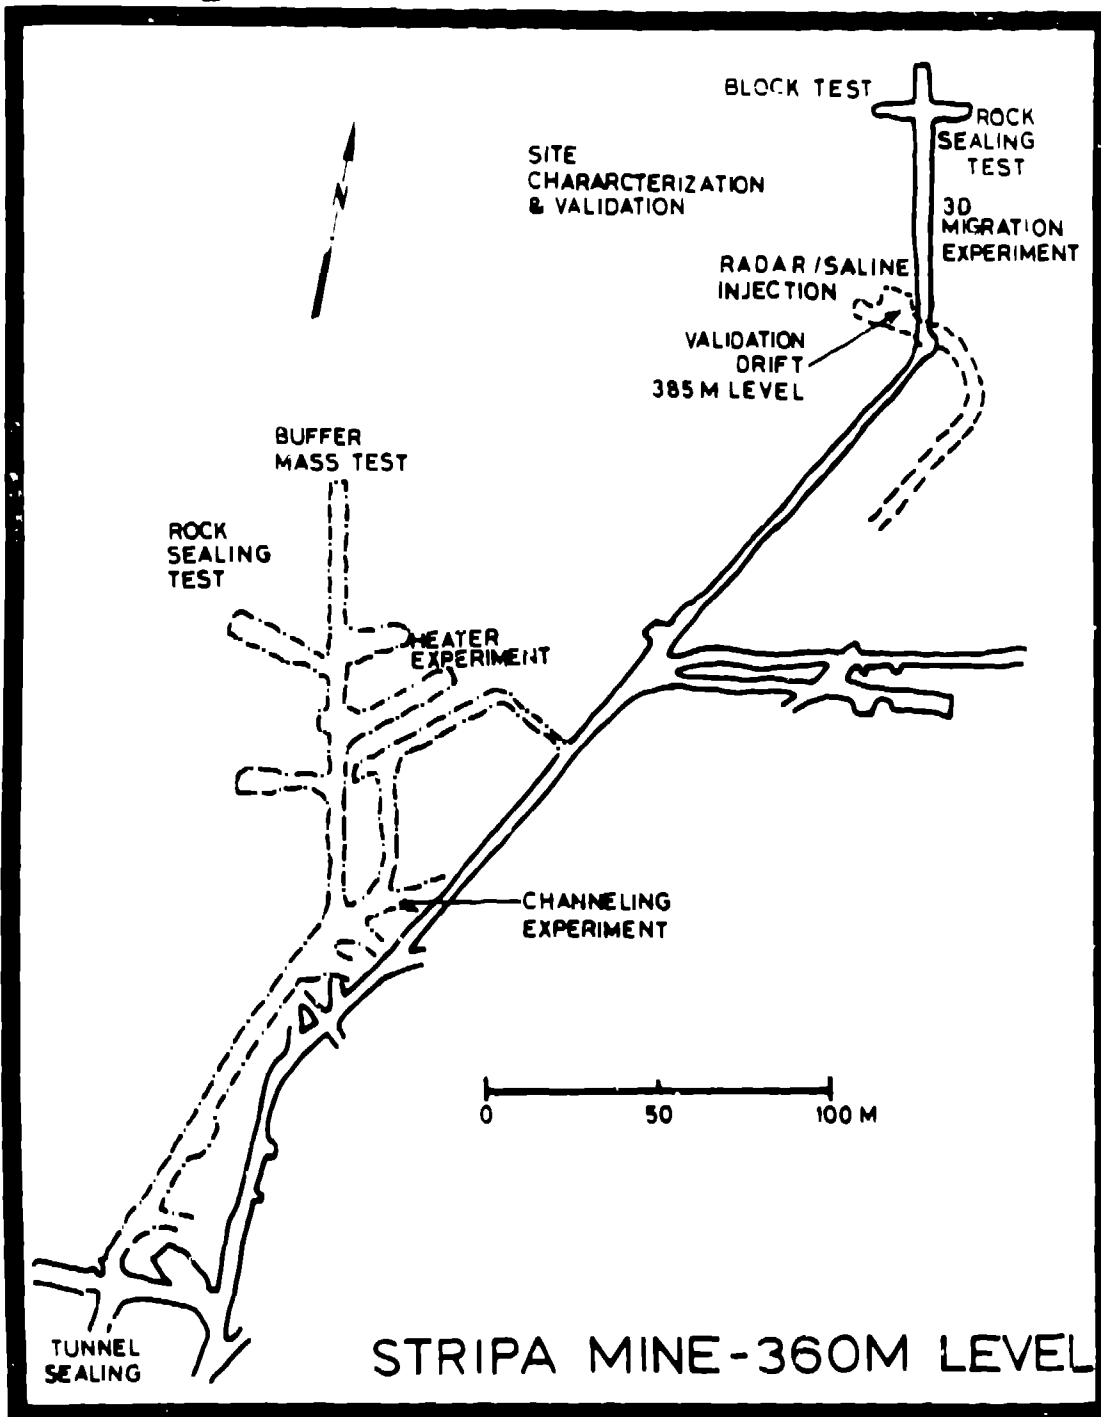 BLOCK TEST
ROCK
SEALING
TEST
SITE
CHARARCTERIZATION
& VALIDATION
N
3D
MIGRATION
EXPERIMENT
RADAR/SALINE
INJECTION
VALIDATION
DRIFT
385 M LEVEL
BUFFER
MASS TEST
ROCK
SEALING
TEST
HEATER
EXPERIMENT
CHANNELING
EXPERIMENT
0 50 100 M
TUNNEL
SEALING
STRIPA MINE-360M LEVEL